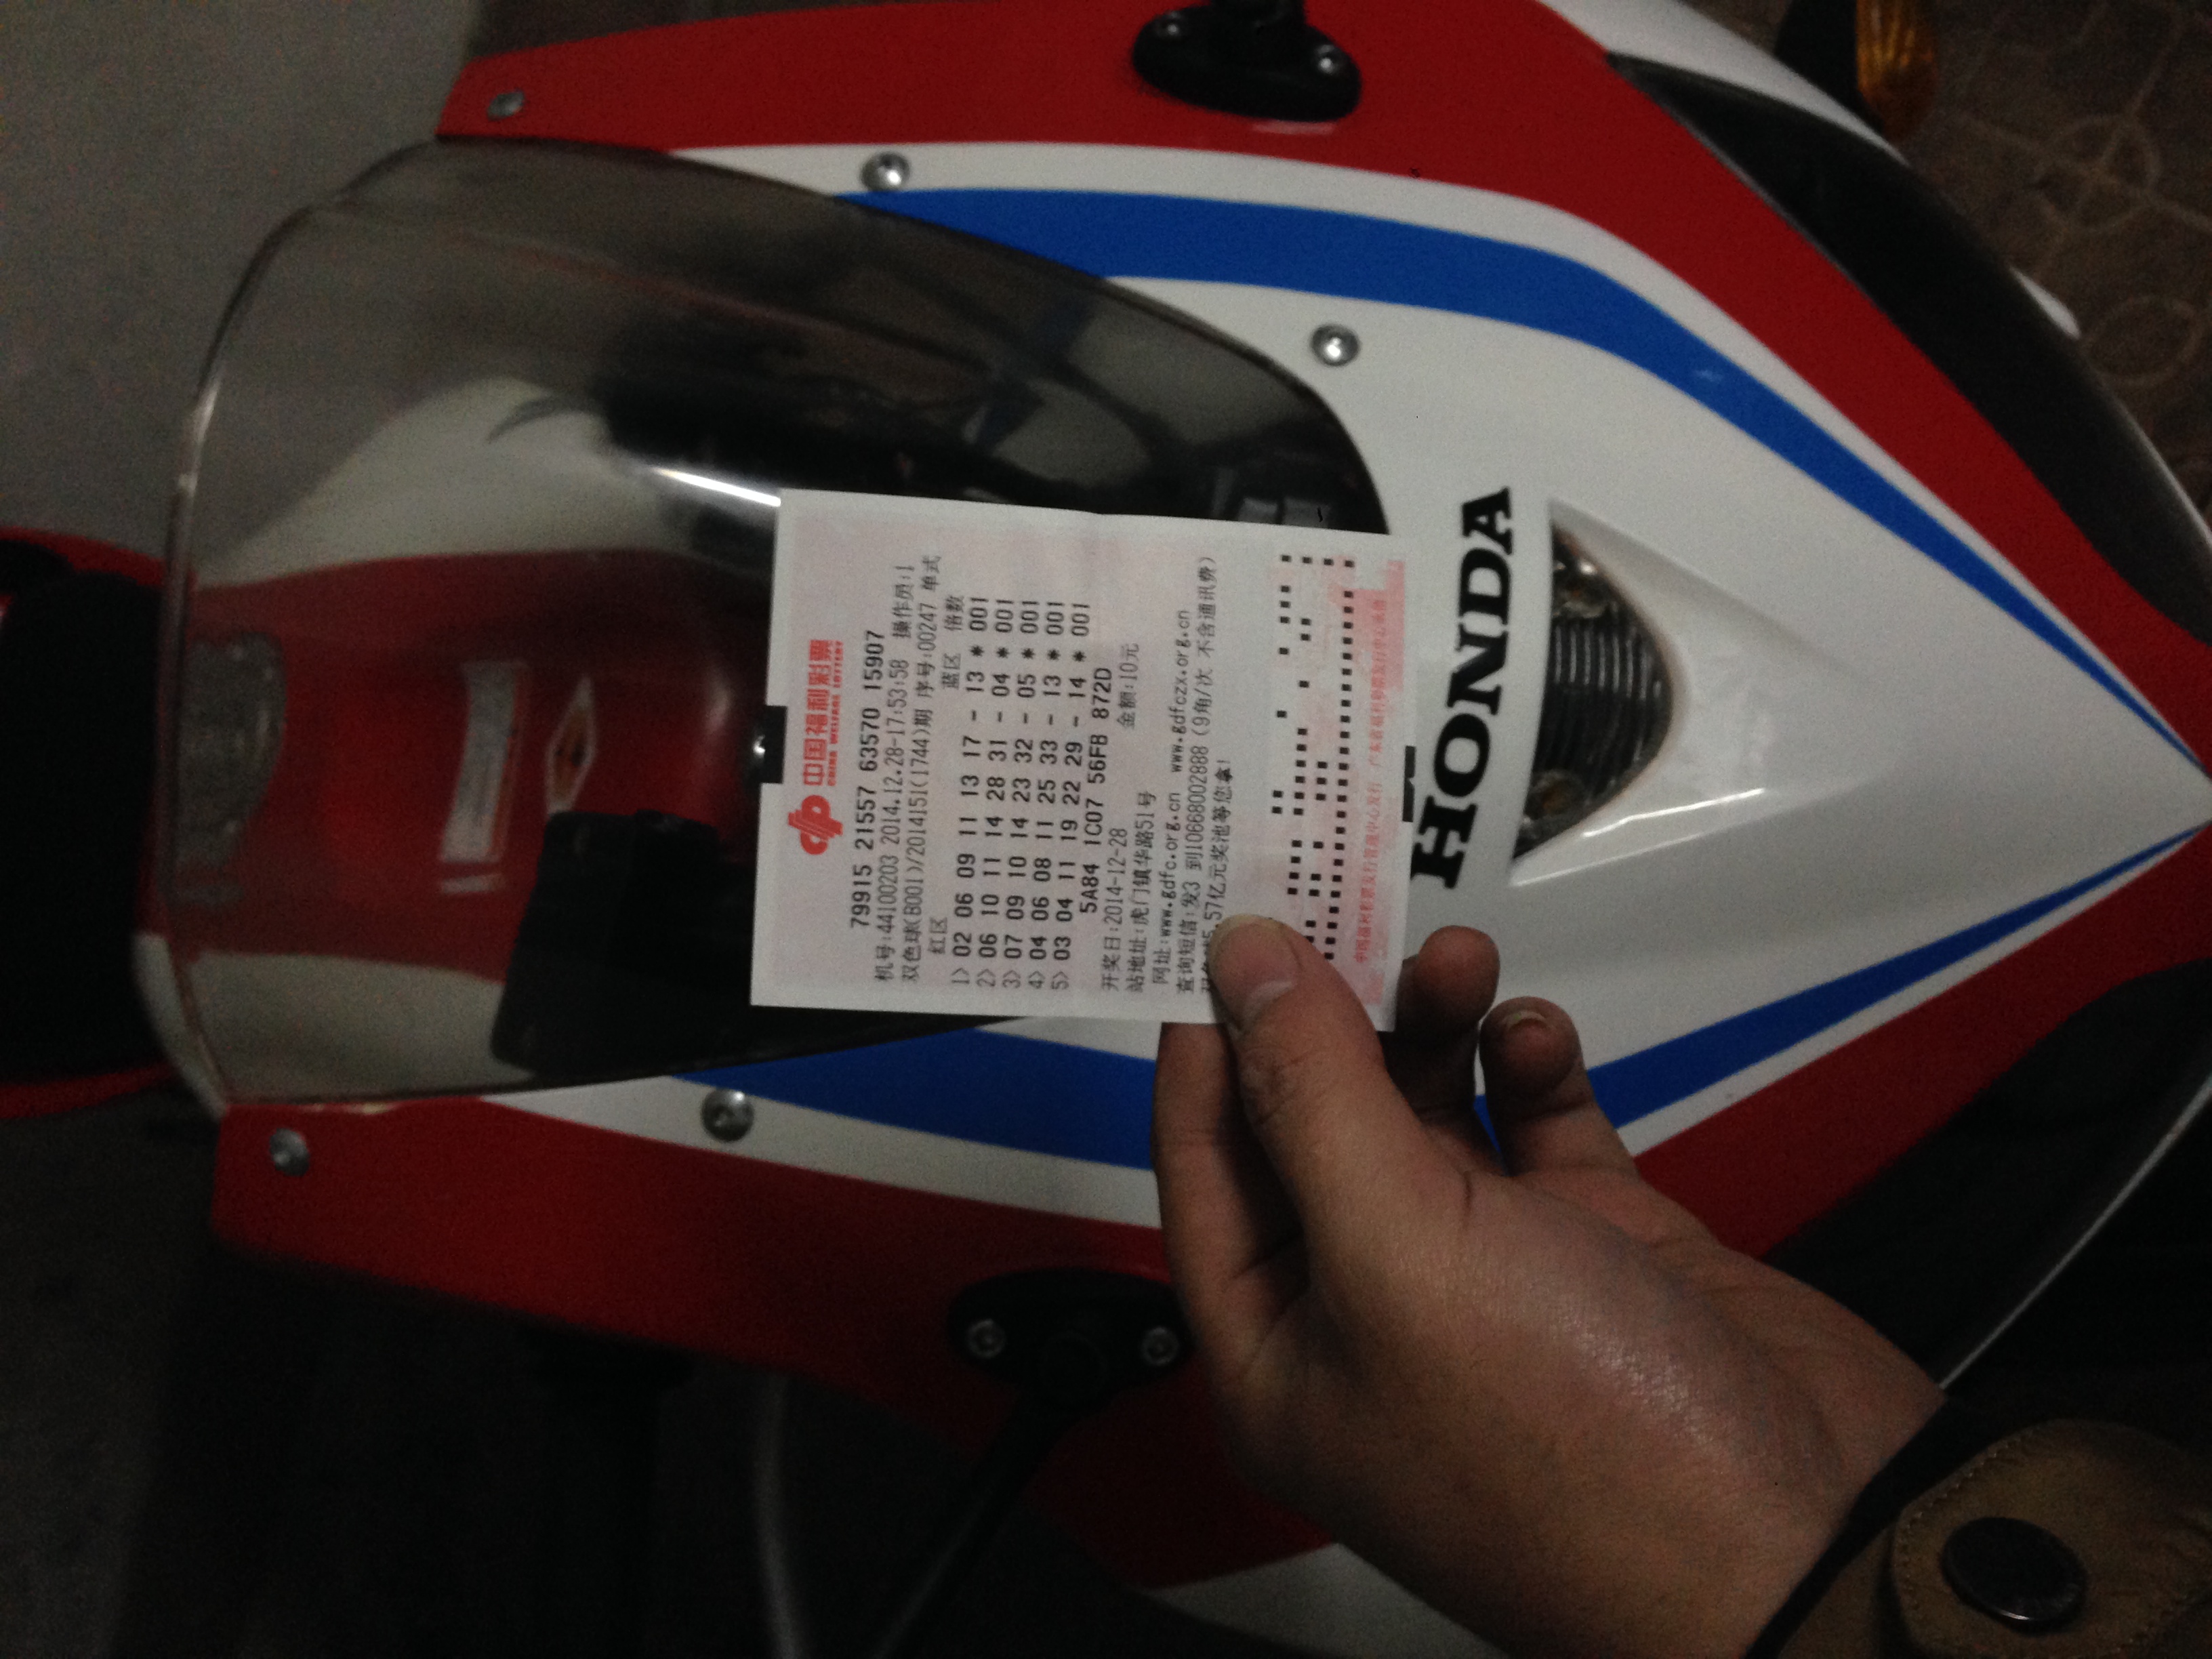 中国福利彩票
CHINA WELFARE LOTTERY
79915 21557 63570 15907
机号:44100203 2014.12.28-17:53:58 操作员:1
双色球(B001)/2014151(1744)期 序号:00247 单式
红区 蓝区 倍数
1> 02 06 09 11 13 17 - 13 * 001
2> 06 10 11 14 28 31 - 04 * 001
3> 07 09 10 14 23 32 - 05 * 001
4> 04 06 08 11 25 33 - 13 * 001
5> 03 04 11 19 22 29 - 14 * 001
5A84 1C07 56FB 872D
开奖日:2014-12-28 金额:10元
站地址:虎门镇华路51号
网址:www.gdfc.org.cn www.gdfczx.org.cn
查询短信:发3 到10668002888 (9角/次 不含通讯费)
5.57亿元奖池等您拿!
HONDA